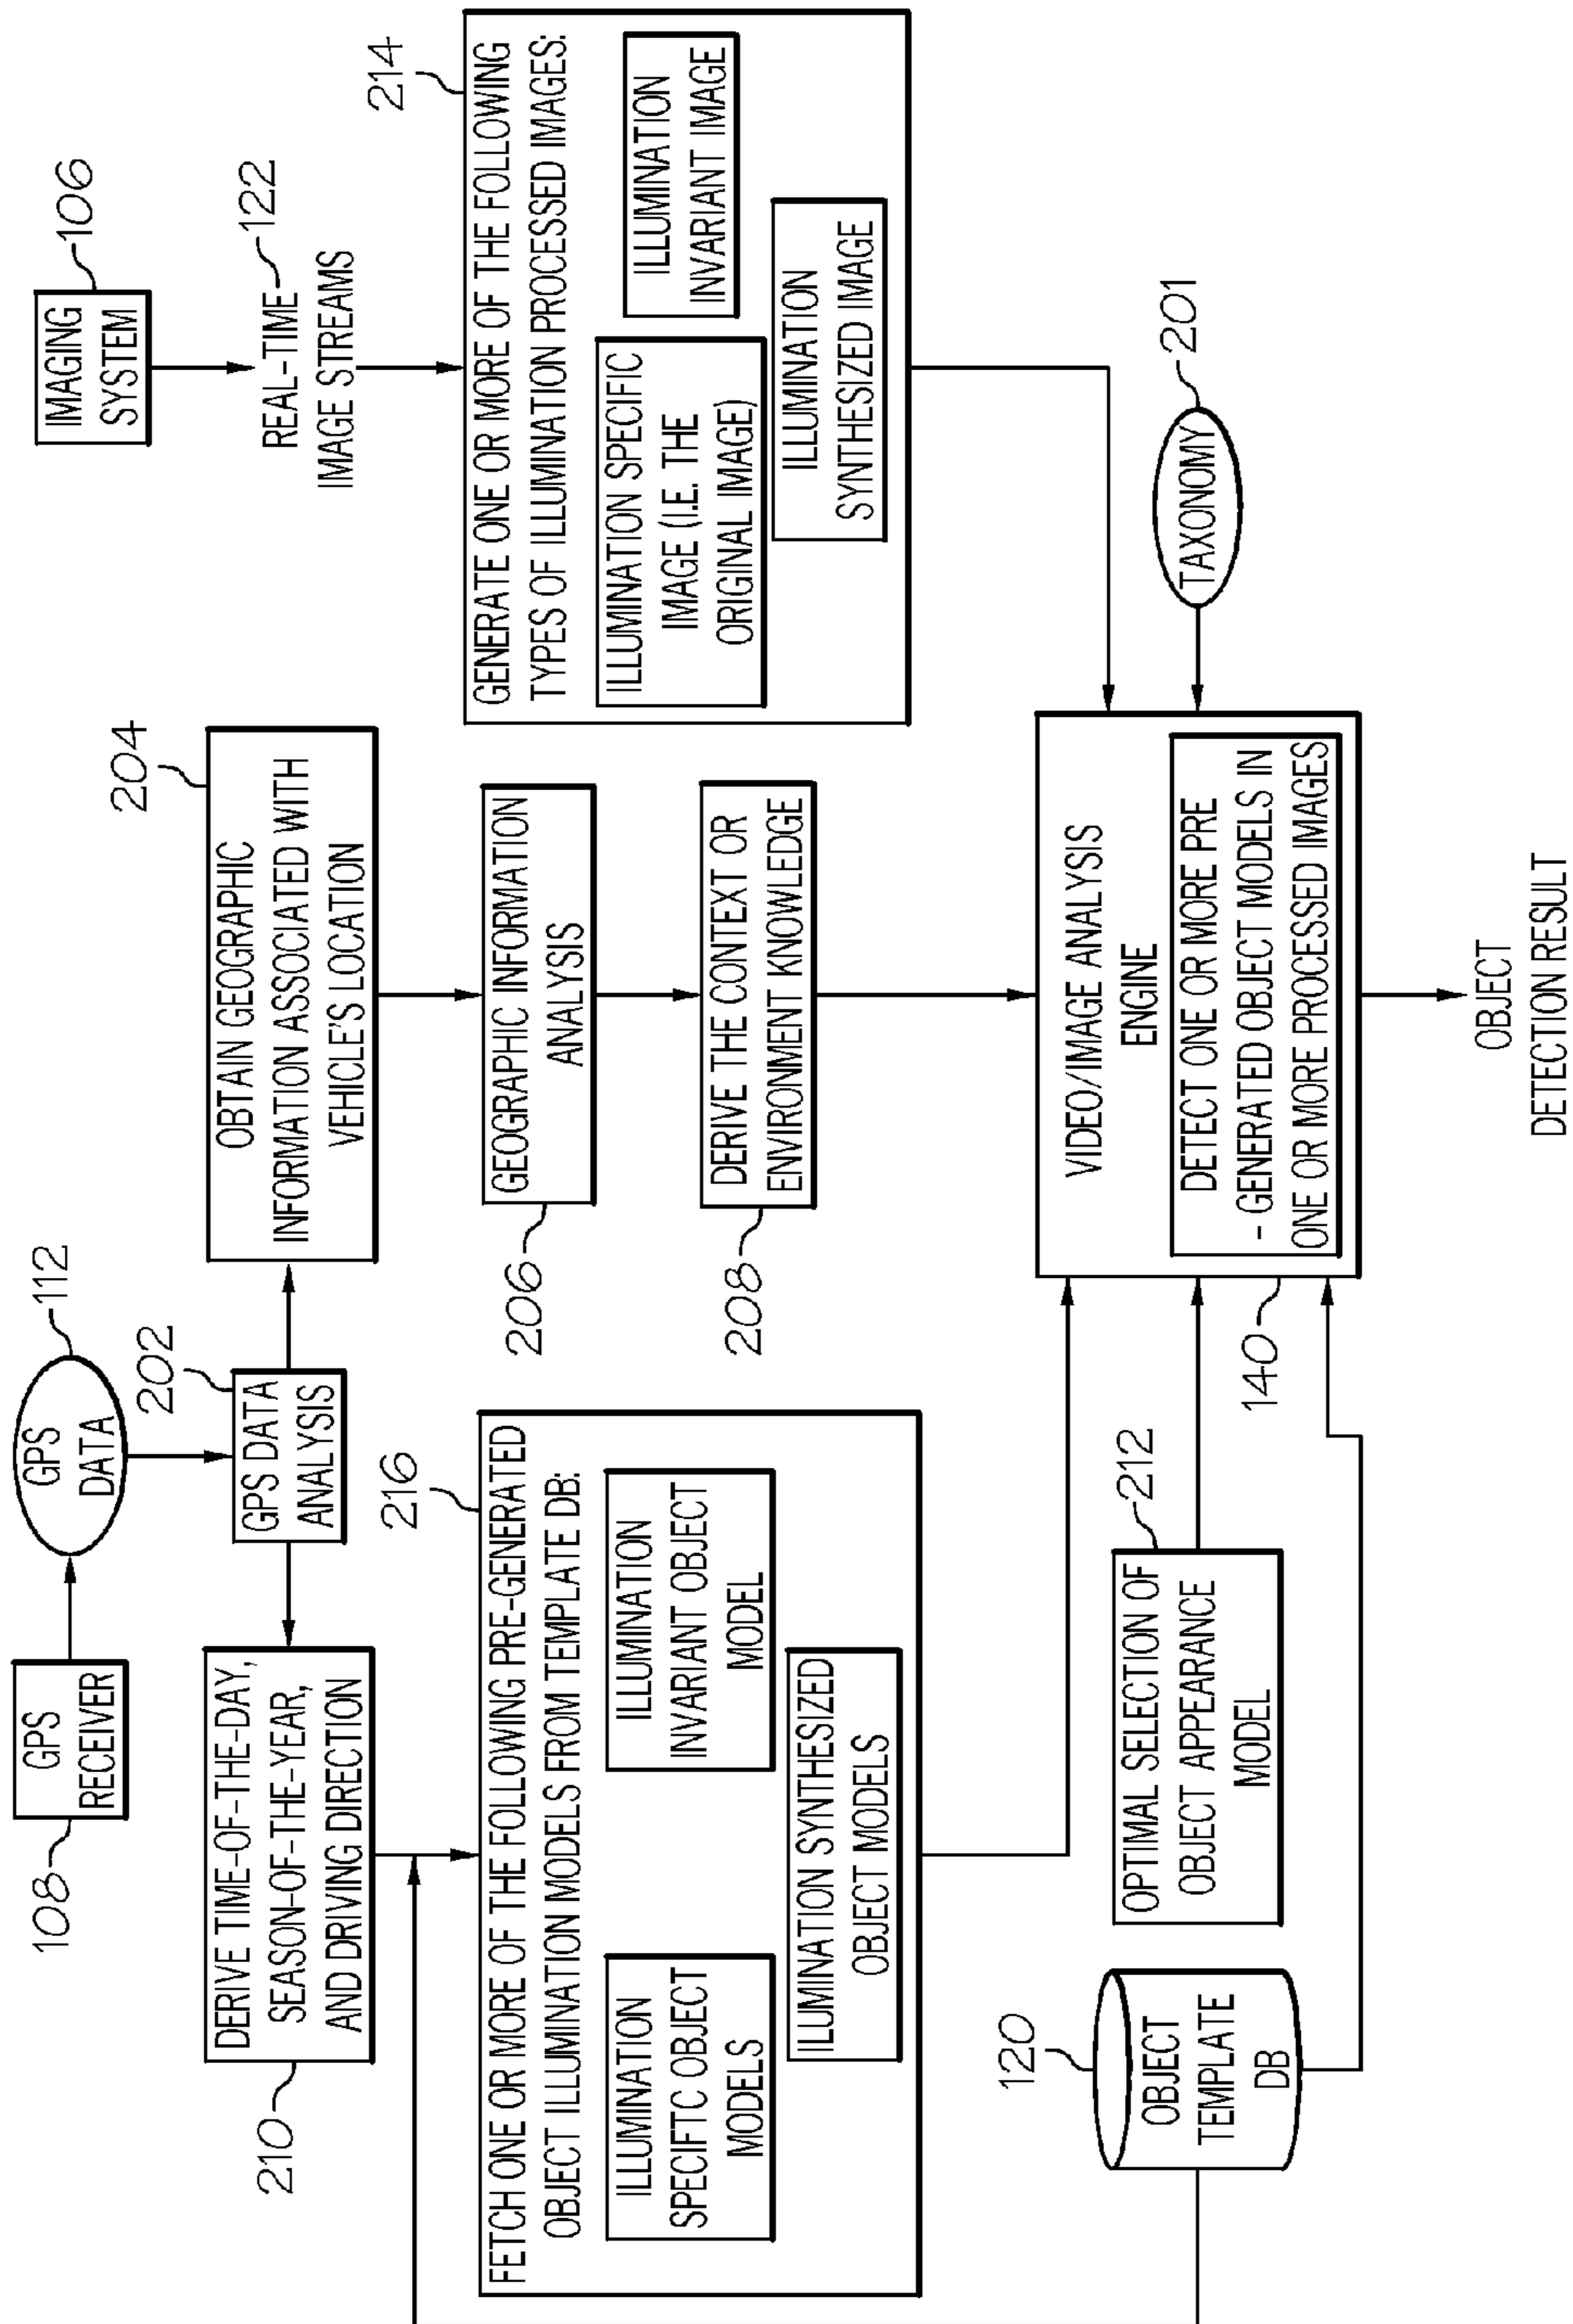 GPS
RECEIVER
108
GPS
DATA
112
GPS DATA
ANALYSIS
202
IMAGING
SYSTEM
106
REAL-TIME
IMAGE STREAMS
122
DERIVE TIME-OF-THE-DAY,
SEASON-OF-THE-YEAR,
AND DRIVING DIRECTION
210
OBTAIN GEOGRAPHIC
INFORMATION ASSOCIATED WITH
VEHICLE'S LOCATION
204
FETCH ONE OR MORE OF THE FOLLOWING PRE-GENERATED
OBJECT ILLUMINATION MODELS FROM TEMPLATE DB:
216
ILLUMINATION
SPECIFTC OBJECT
MODELS
ILLUMINATION
INVARIANT OBJECT
MODEL
ILUMINATION SYNTHESIZED
OBJECT MODELS
GEOGRAPHIC INFORMATION
ANALYSIS
206
DERIVE THE CONTEXT OR
ENVIRONMENT KNOWLEDGE
208
GENERATE ONE OR MORE OF THE FOLLOWING
TYPES OF ILLUMINATION PROCESSED IMAGES:
214
ILLUMINATION SPECIFIC
IMAGE (I.E. THE
ORIGINAL IMAGE)
ILLUMINATION
INVARIANT IMAGE
ILLUMINATION
SYNTHESIZED IMAGE
OBJECT
TEMPLATE
DB
120
OPTIMAL SELECTION OF
OBJECT APPEARANCE
MODEL
212
VIDEO/IMAGE ANALYSIS
ENGINE
DETECT ONE OR MORE PRE
- GENERATED OBJECT MODELS IN
ONE OR MORE PROCESSED IMAGES
140
TAXONOMY
201
OBJECT
DETECTION RESULT